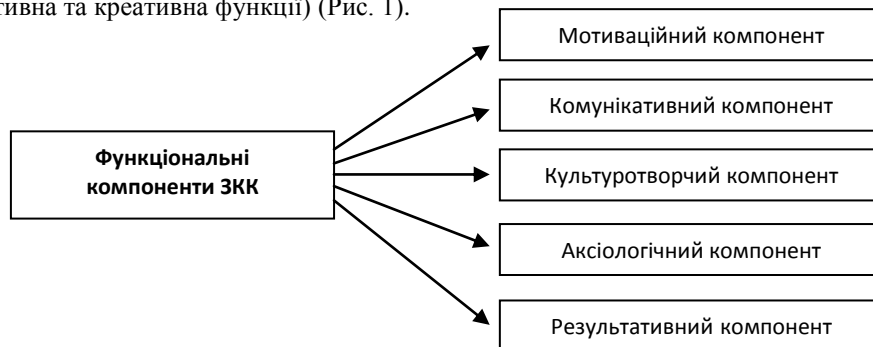 тивна та креативна функції) (Рис. 1).
Мотиваційний компонент
Комунікативний компонент
Функціональні
компоненти ЗКК
Культуротворчий компонент
Аксіологічний компонент
Результативний компонент